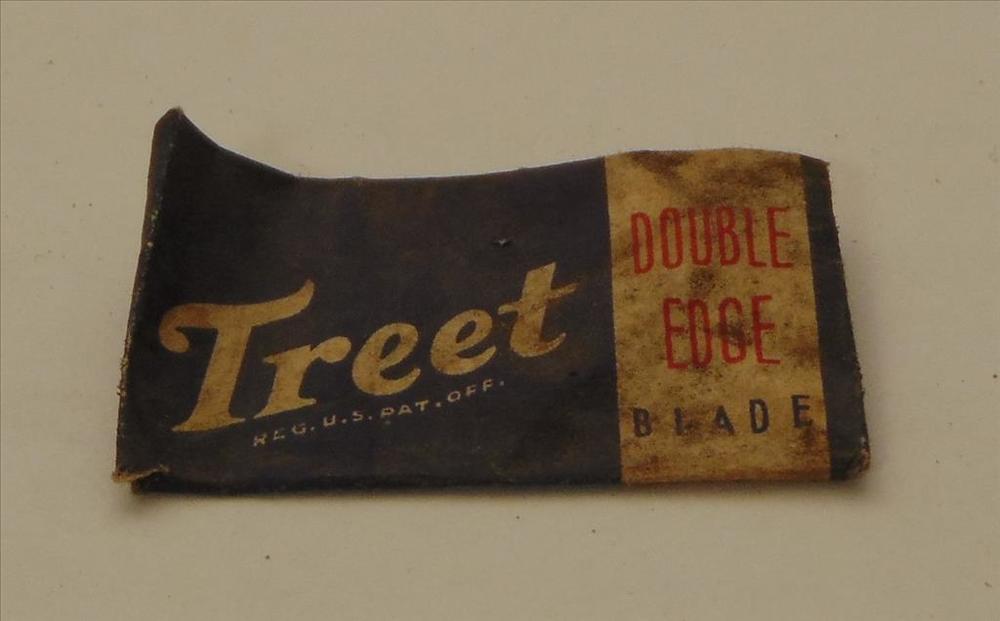 Treet
REG. U.S. PAT. OFF.
DOUBLE
EDGE
BLADE